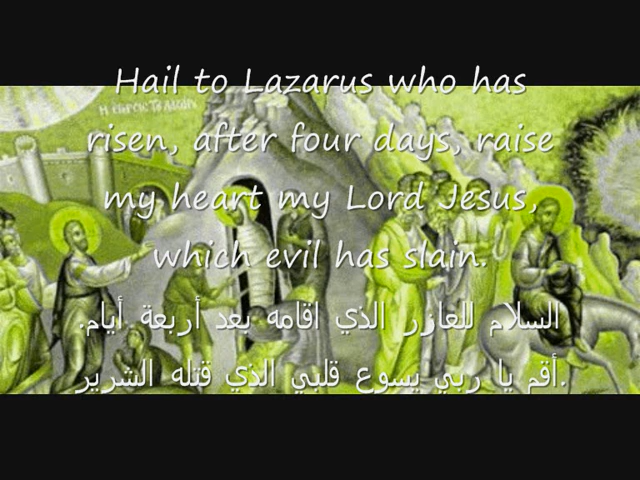 Hail to Lazarus who has
risen, after four days, raise
my heart my Lord Jesus,
which evil has slain.
السلام للعازر الذي اقامه بعد أربعة أيام.
أقم يا ربي يسوع قلبي الذي قتله الشرير.